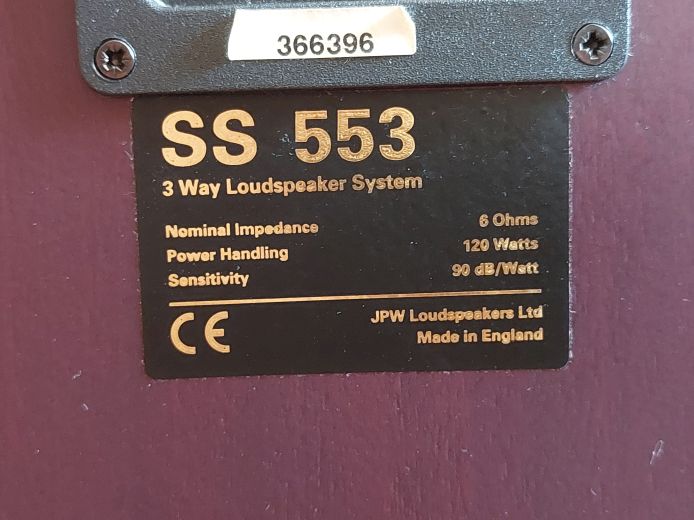 366396
SS 553
3 Way Loudspeaker System
Nominal Impedance 6 Ohms
Power Handling 120 Watts
Sensitivity 90 dB/Watt
CE JPW Loudspeakers Ltd
Made in England